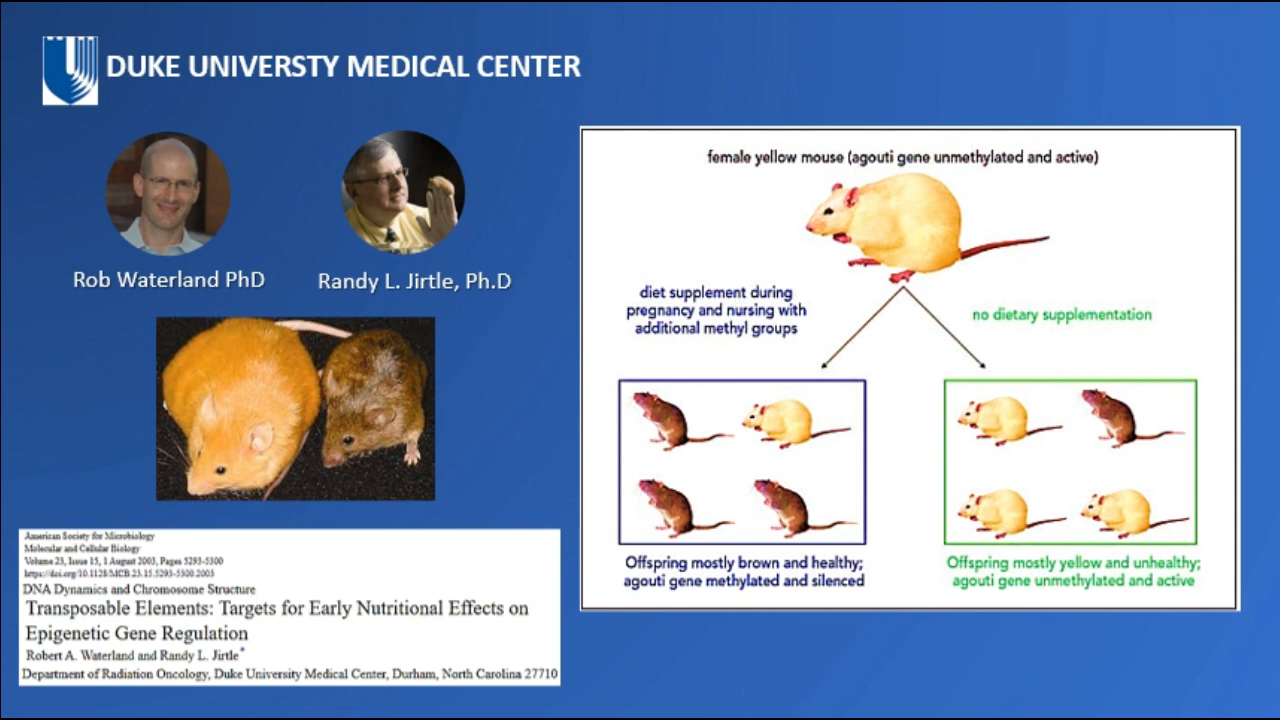 DUKE UNIVERSTY MEDICAL CENTER
Rob Waterland PhD
Randy L. Jirtle, Ph.D
American Society for Microbiology
Molecular and Cellular Biology
Volume 23, Issue 15, 1 August 2003, Pages 5293-5300
https://doi.org/10.1128/MCB.23.15.5293-5300.2003
DNA Dynamics and Chromosome Structure
Transposable Elements: Targets for Early Nutritional Effects on
Epigenetic Gene Regulation
Robert A. Waterland and Randy L. Jirtle*
Department of Radiation Oncology, Duke University Medical Center, Durham, North Carolina 27710
female yellow mouse (agouti gene unmethylated and active)
diet supplement during
pregnancy and nursing with
additional methyl groups
no dietary supplementation
Offspring mostly brown and healthy;
agouti gene methylated and silenced
Offspring mostly yellow and unhealthy;
agouti gene unmethylated and active